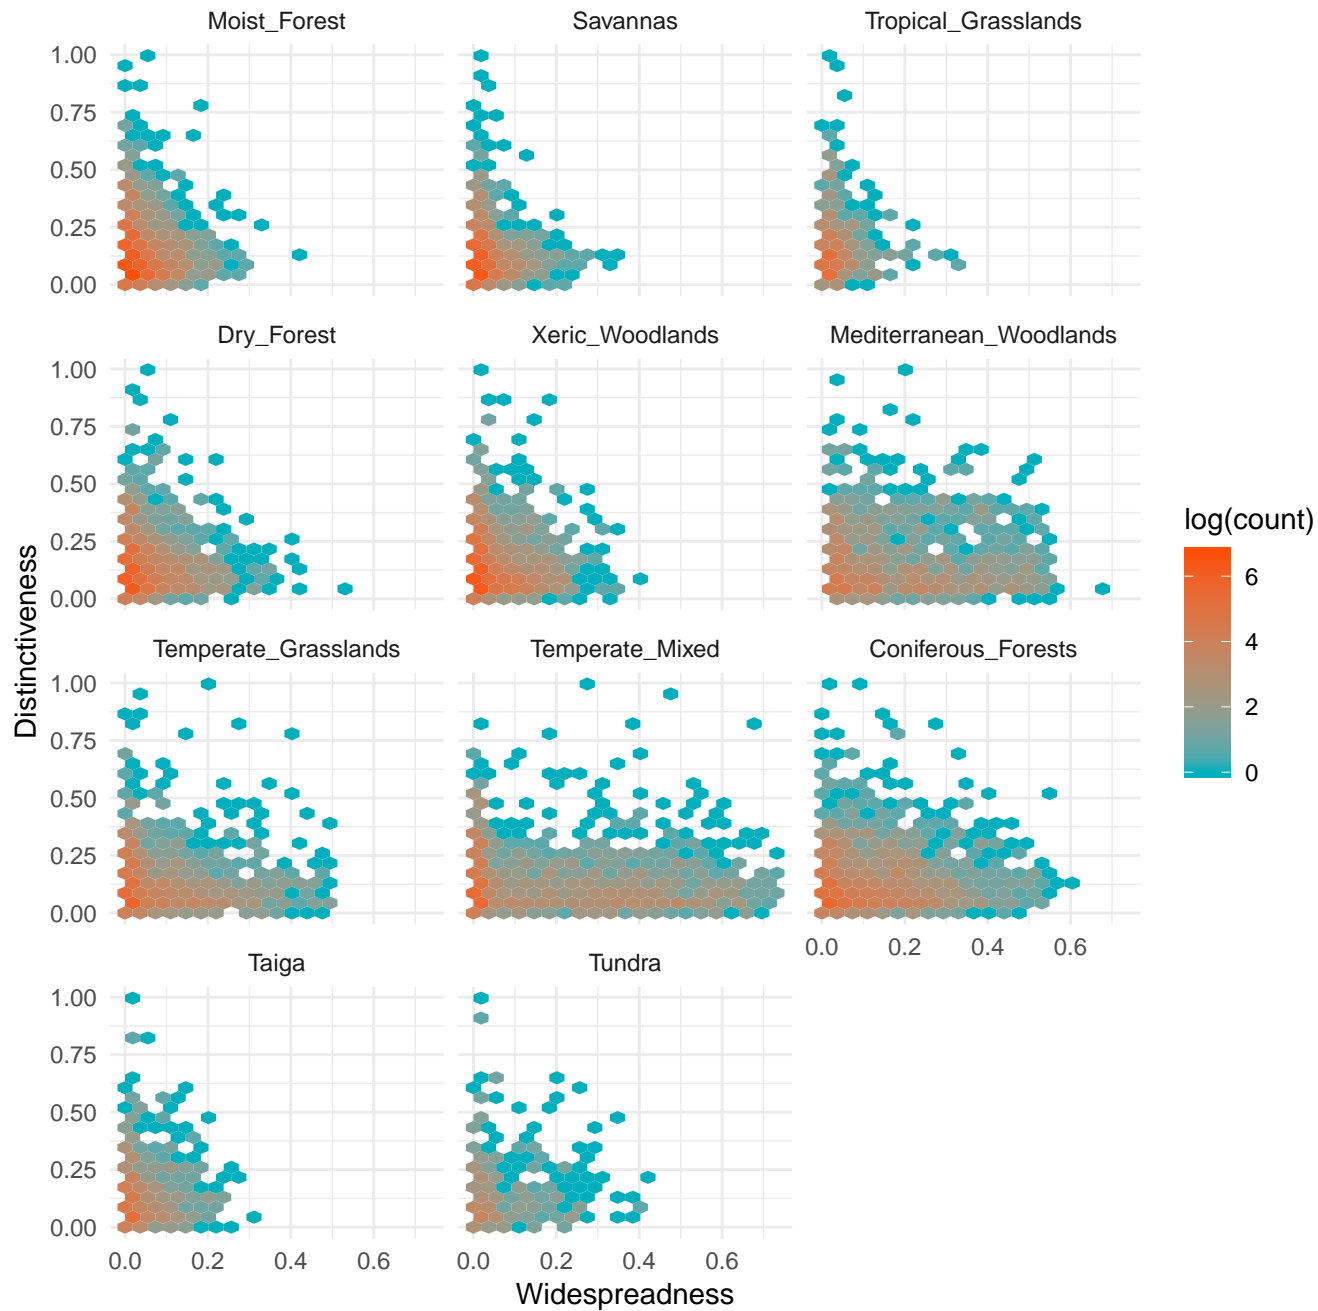 Moist_Forest
Savannas
Tropical_Grasslands
1.00
0.75
0.50
0.25
0.00
Dry_Forest
Xeric_Woodlands
Mediterranean_Woodlands
1.00
0.75
0.50
0.25
0.00
Temperate_Grasslands
Temperate_Mixed
Coniferous_Forests
1.00
0.75
0.50
0.25
0.00
0.0 0.2 0.4 0.6
Taiga
Tundra
1.00
0.75
0.50
0.25
0.00
0.0 0.2 0.4 0.6
0.0 0.2 0.4 0.6
Widespreadness
Distinctiveness
log(count)
6
4
2
0